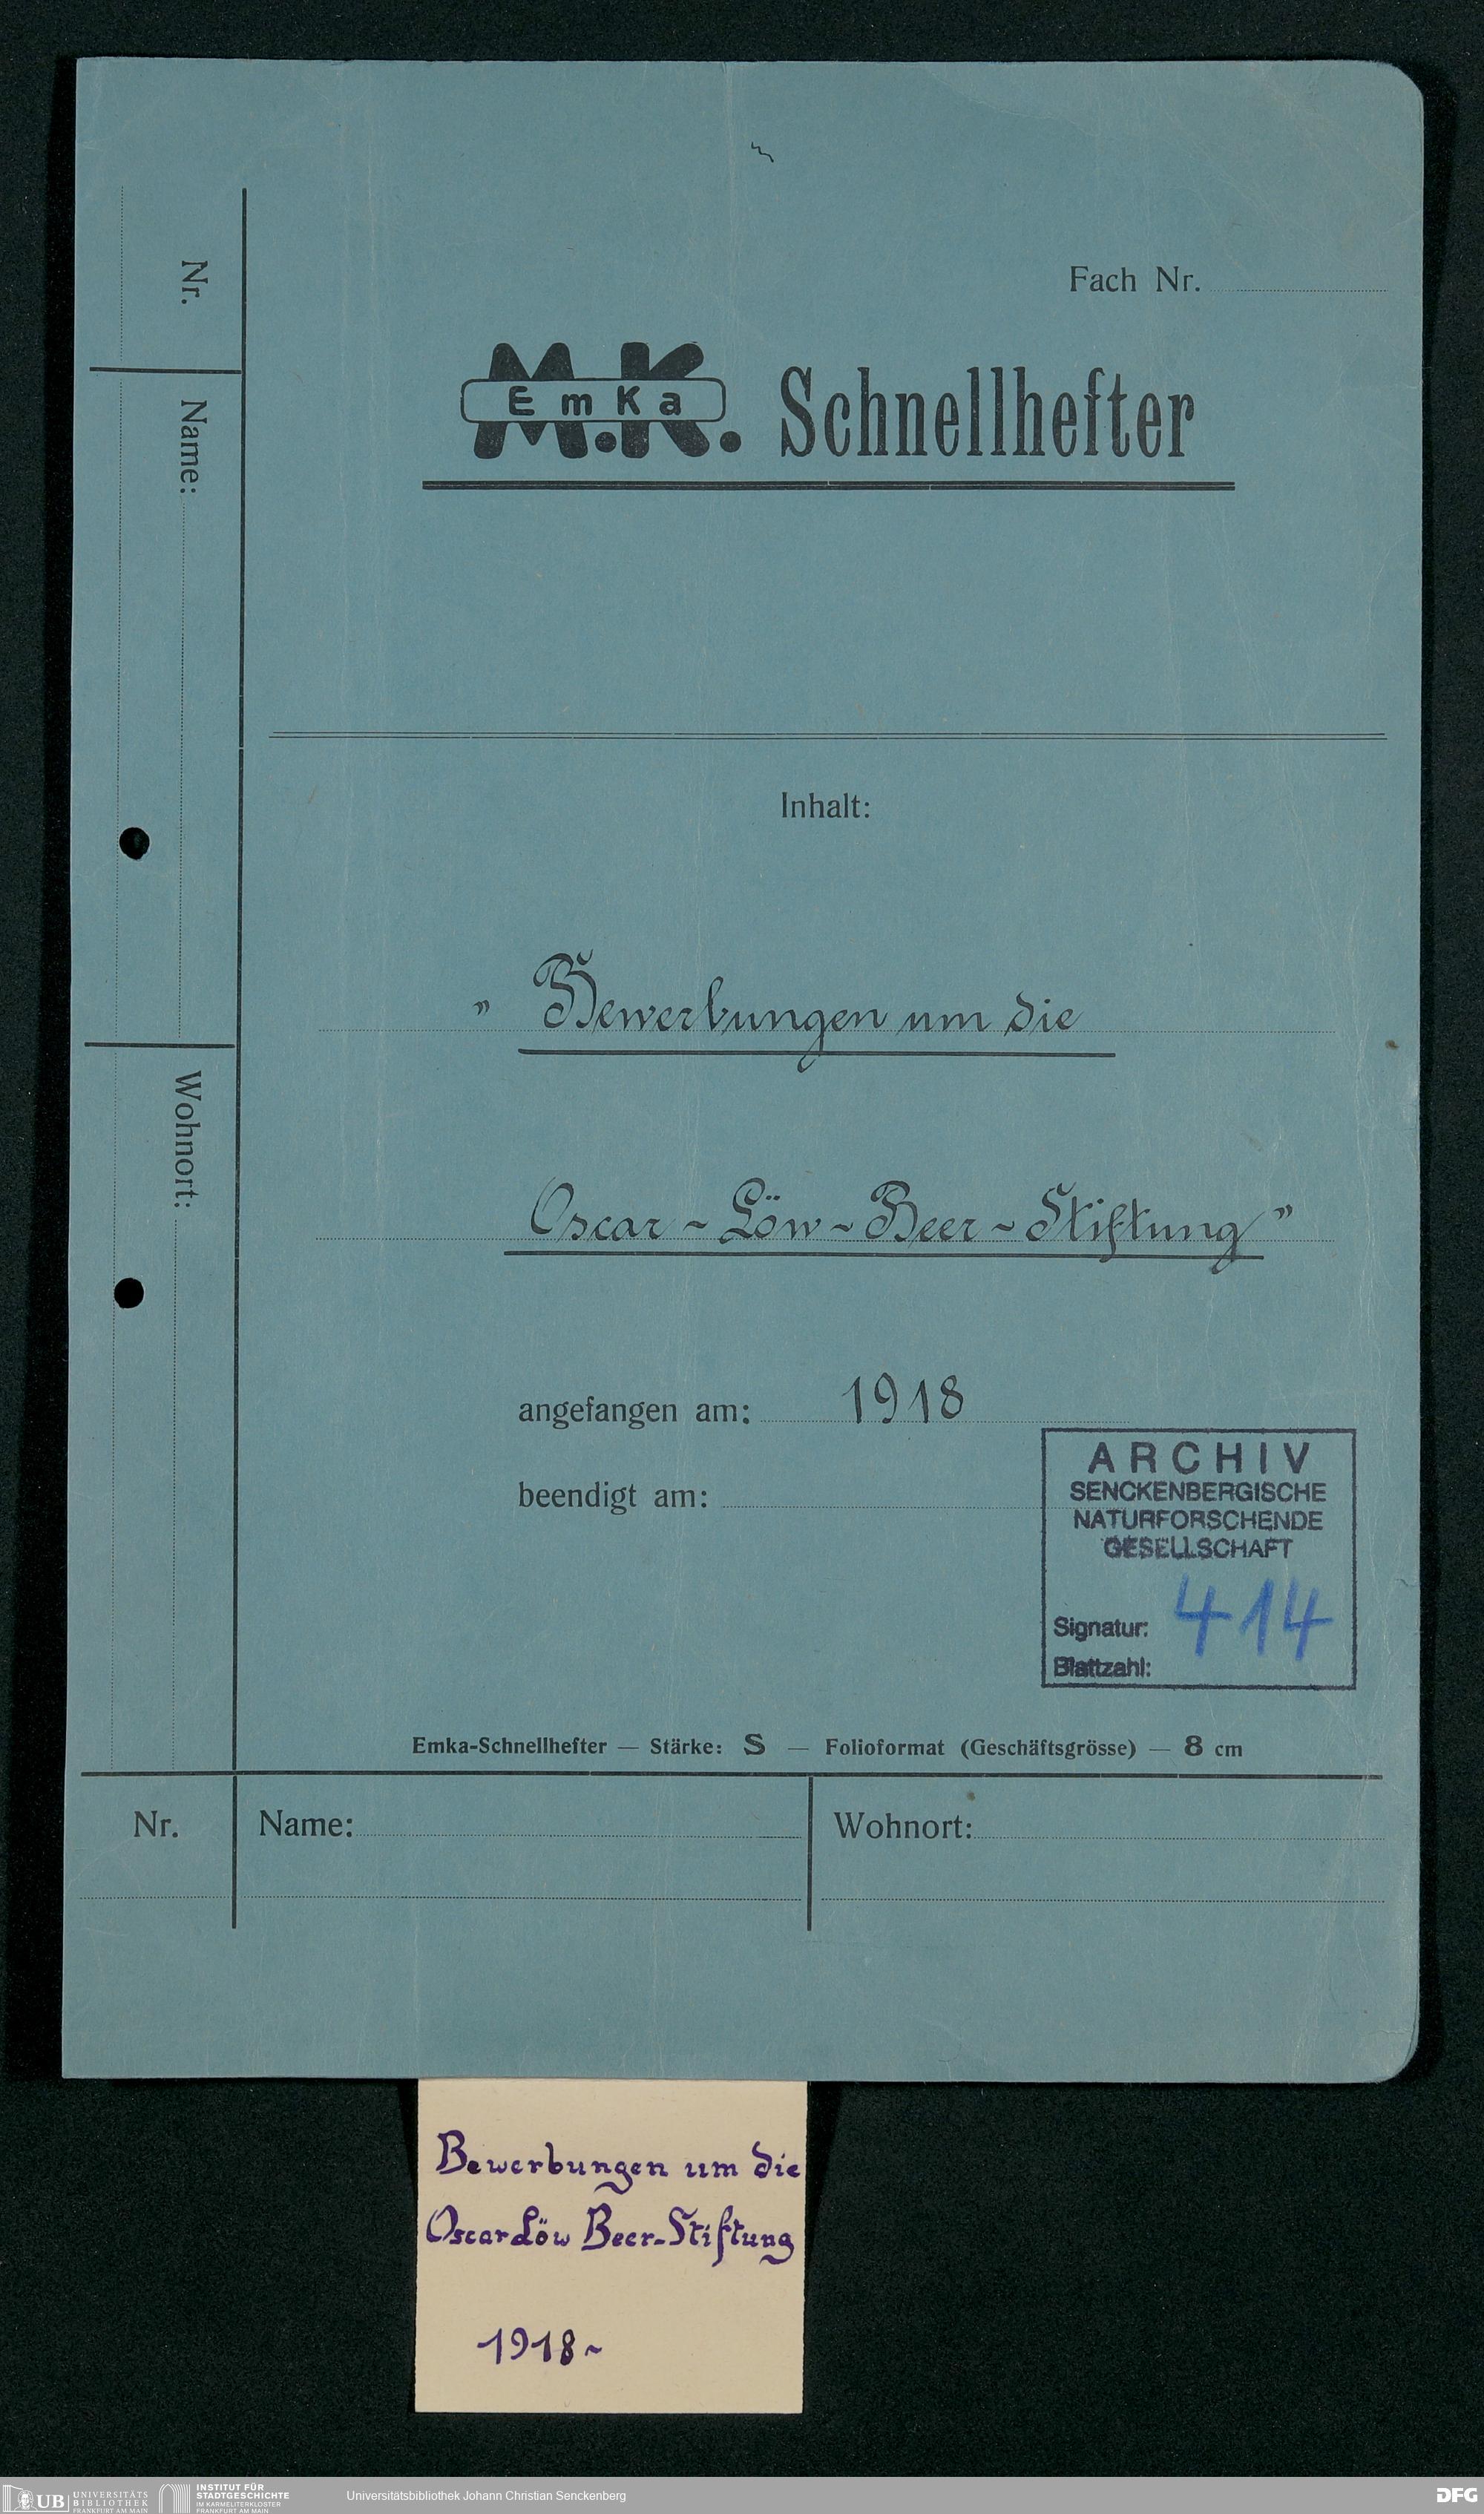 Fach Nr.
M.K.
EmKa
Schnellhefter
Nr.
Name:
Wohnort:
Inhalt:
" Bewerbungen um die
Oscar - Löw - Beer - Stiftung "
angefangen am: 1918
beendigt am:
ARCHIV
SENCKENBERGISCHE
NATURFORSCHENDE
GESELLSCHAFT
Signatur: 414
Blattzahl:
Emka-Schnellhefter — Stärke: S — Folioformat (Geschäftsgrösse) — 8 cm
Nr.
Name:
Wohnort:
Bewerbungen um die
Oscar Löw Beer-Stiftung
1918-
UB
UNIVERSITÄTS
BIBLIOTHEK
FRANKFURT AM MAIN
INSTITUT FÜR
STADTGESCHICHTE
IM KARMELITERKLOSTER
FRANKFURT AM MAIN
Universitätsbibliothek Johann Christian Senckenberg
DFG